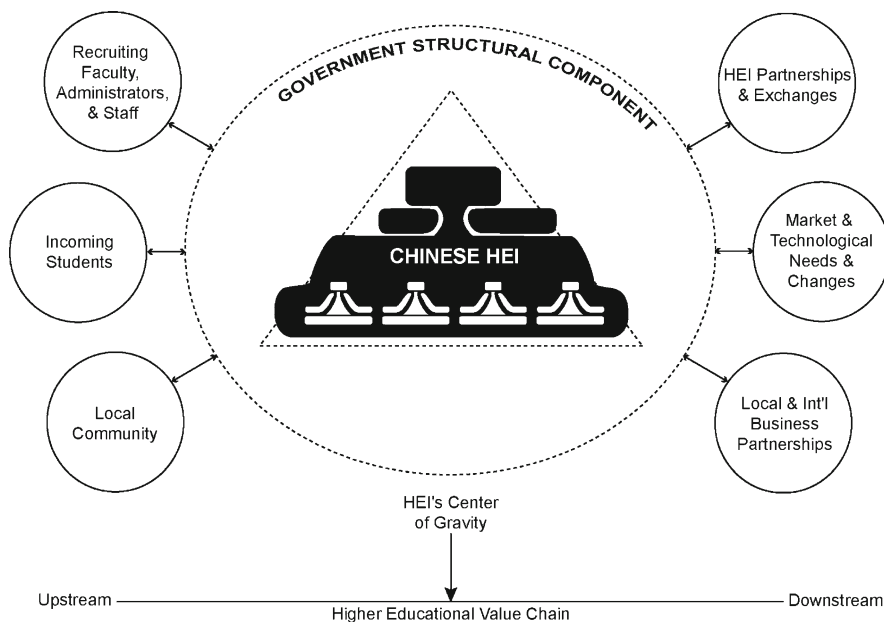 GOVERNMENT STRUCTURAL COMPONENT
Recruiting
Faculty,
Administrators,
& Staff
Incoming
Students
Local
Community
CHINESE HEI
HEI Partnerships
& Exchanges
Market &
Technological
Needs &
Changes
Local & Int'l
Business
Partnerships
HEI's Center
of Gravity
Upstream
Higher Educational Value Chain
Downstream